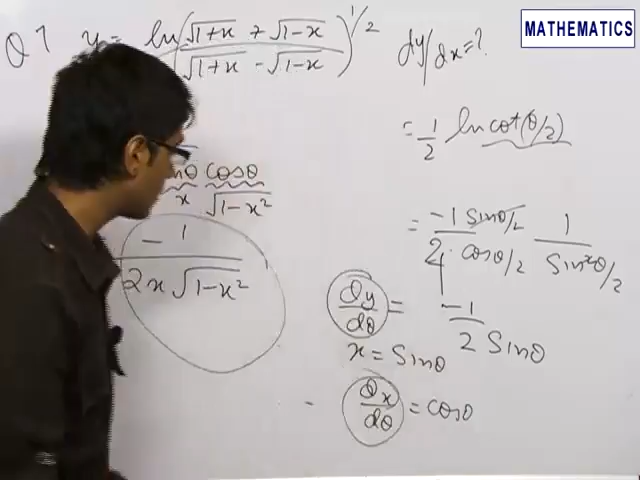 MATHEMATICS
Q 7 y = ln((√1+x + √1-x)/(√1+x - √1-x))^1/2 dy/dx = ?
= 1/2 ln cot(θ/2)
cosθ
x √1-x²
-1/(2x√1-x²)
= -1/(2·) sinθ/2 / cosθ/2 1/sin²θ/2
dy/dθ = -1/(2 sinθ)
x = sinθ
dx/dθ = cosθ